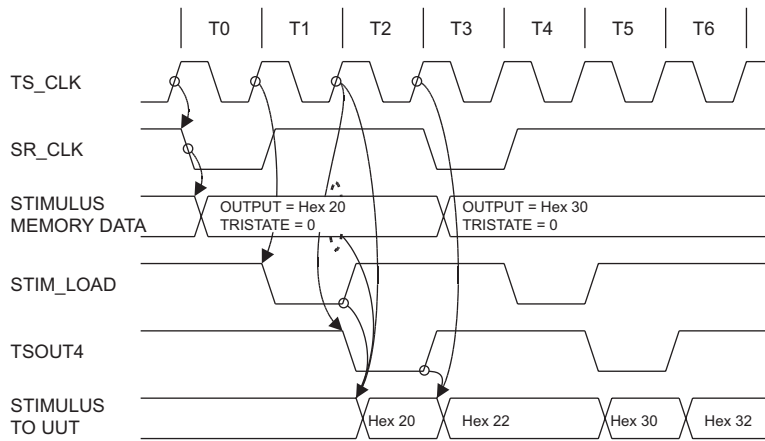 T0 T1 T2 T3 T4 T5 T6
TS_CLK
SR_CLK
STIMULUS
MEMORY DATA
OUTPUT = Hex 20
TRISTATE = 0
OUTPUT = Hex 30
TRISTATE = 0
STIM_LOAD
TSOUT4
STIMULUS
TO UUT
Hex 20 Hex 22 Hex 30 Hex 32